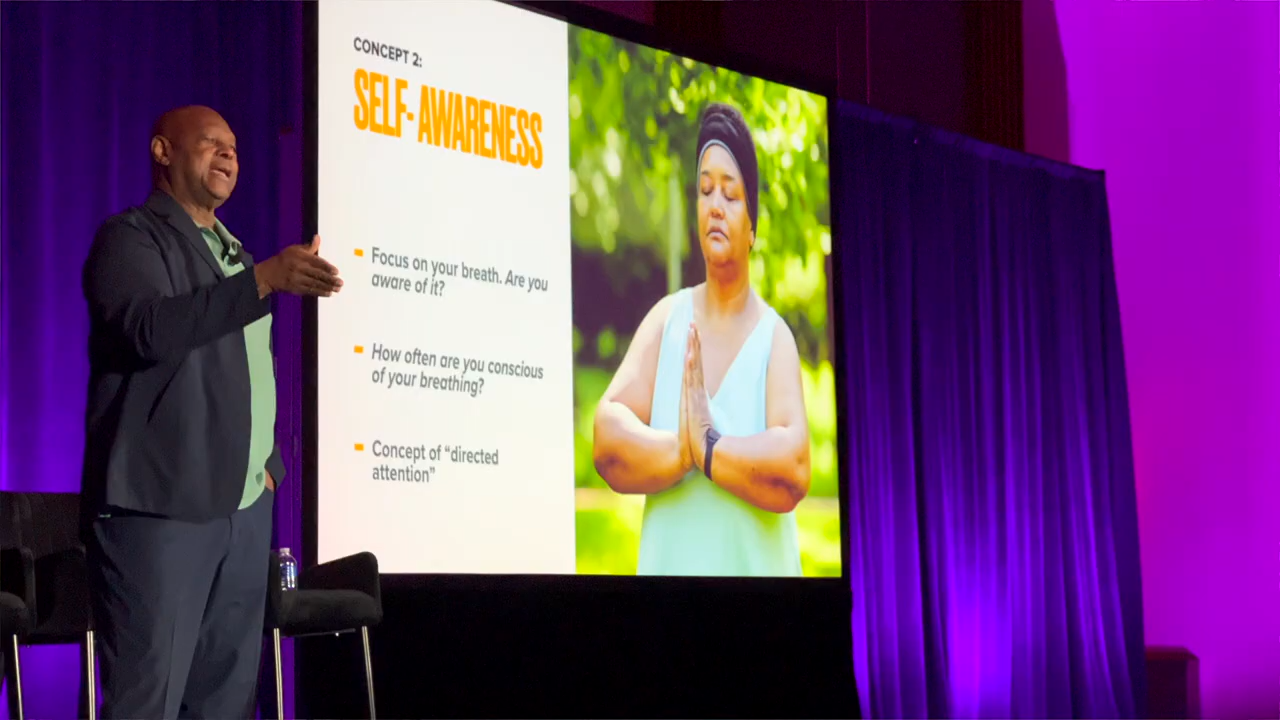 CONCEPT 2:
SELF-AWARENESS
Focus on your breath. Are you
aware of it?
How often are you conscious
of your breathing?
Concept of “directed
attention”